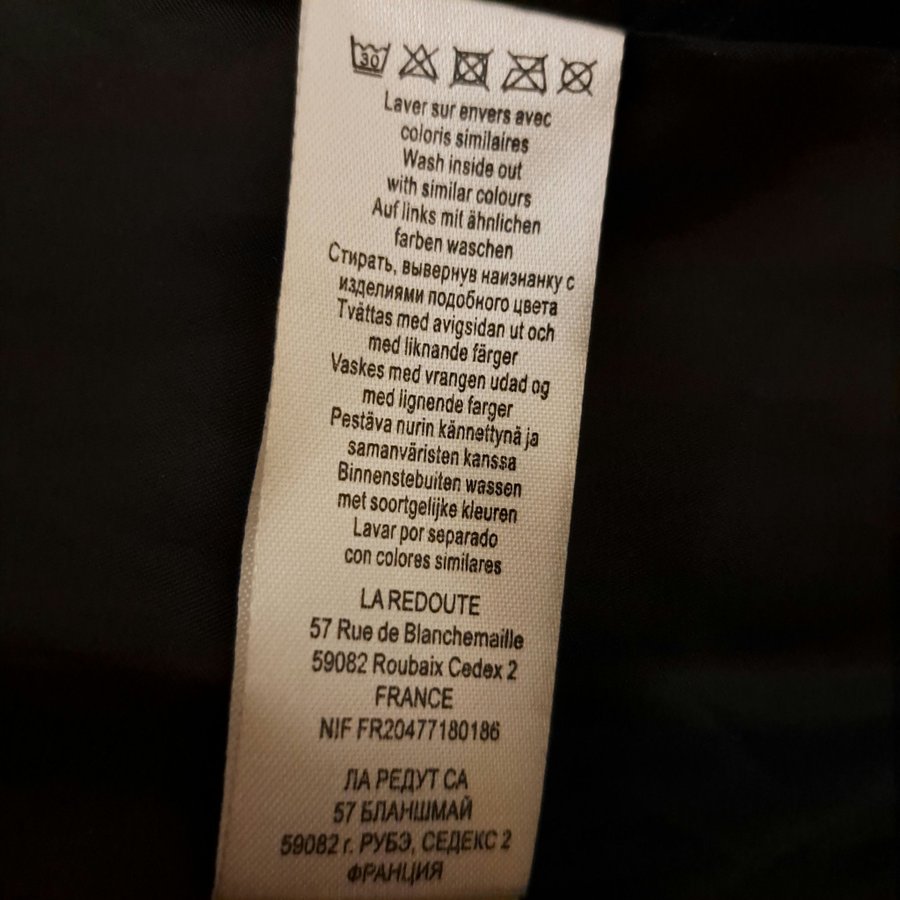 30
Laver sur envers avec
coloris similaires
Wash inside out
with similar colours
Auf links mit ähnlichen
farben waschen
Стирать, вывернув наизнанку с
изделиями подобного цвета
Tvättas med avigsidan ut och
med liknande färger
Vaskes med vrangen udad og
med lignende farger
Pestäva nurin kännettynä ja
samanväristen kanssa
Binnenstebuiten wassen
met soortgelijke kleuren
Lavar por separado
con colores similares
LA REDOUTE
57 Rue de Blanchemaille
59082 Roubaix Cedex 2
FRANCE
NIF FR20477180186
ЛА РЕДУТ СА
57 БЛАНШМАЙ
59082 г. РУБЭ, СЕДЕКС 2
ФРАНЦИЯ